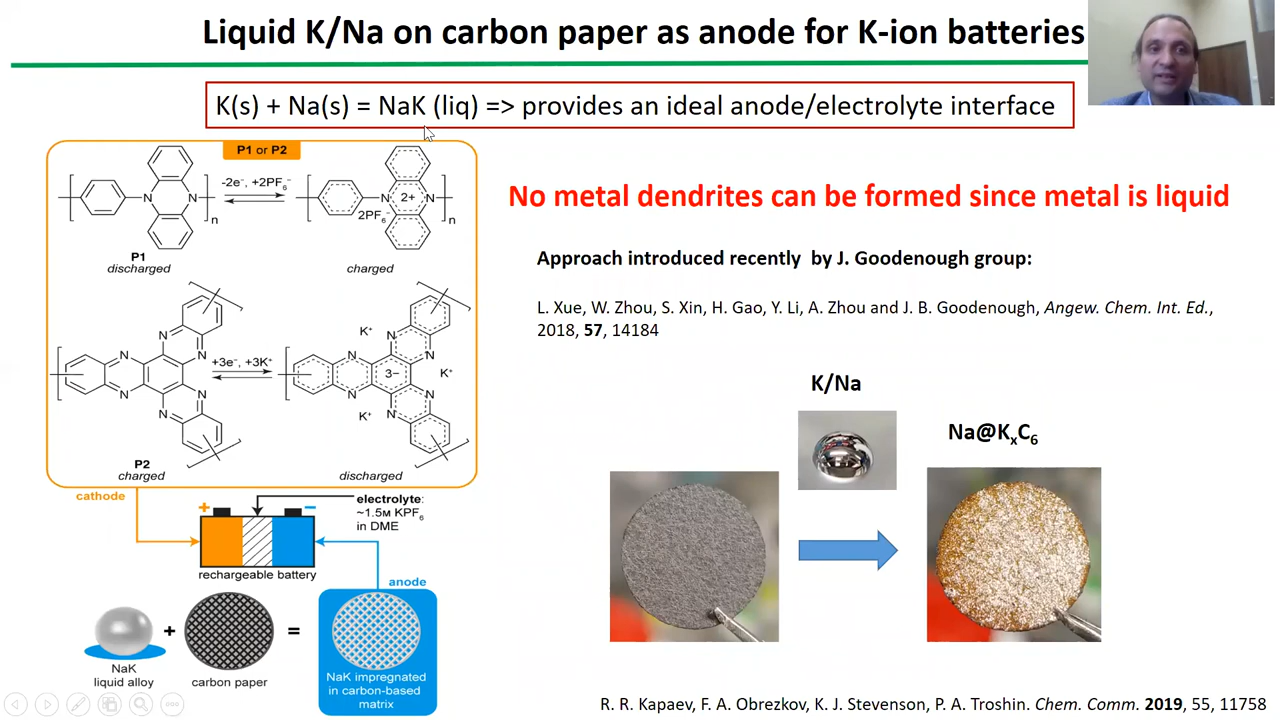 Liquid K/Na on carbon paper as anode for K-ion batteries
K(s) + Na(s) = NaK (liq) => provides an ideal anode/electrolyte interface
P1 or P2
N
N
n
-2e⁻, +2PF₆⁻
N
2+
N
2PF₆⁻
n
P1
discharged
charged
No metal dendrites can be formed since metal is liquid
Approach introduced recently by J. Goodenough group:
L. Xue, W. Zhou, S. Xin, H. Gao, Y. Li, A. Zhou and J. B. Goodenough, Angew. Chem. Int. Ed.,
2018, 57, 14184
N
N
N
N
N
N
+3e⁻, +3K⁺
K⁺
N
N
N
3−
K⁺
N
N
K⁺
N
P2
charged
discharged
K/Na
Na@KₓC₆
cathode
electrolyte:
~1.5M KPF₆
in DME
+
−
rechargeable battery
anode
+
=
NaK
liquid alloy
carbon paper
NaK impregnated
in carbon-based
matrix
R. R. Kapaev, F. A. Obrezkov, K. J. Stevenson, P. A. Troshin. Chem. Comm. 2019, 55, 11758